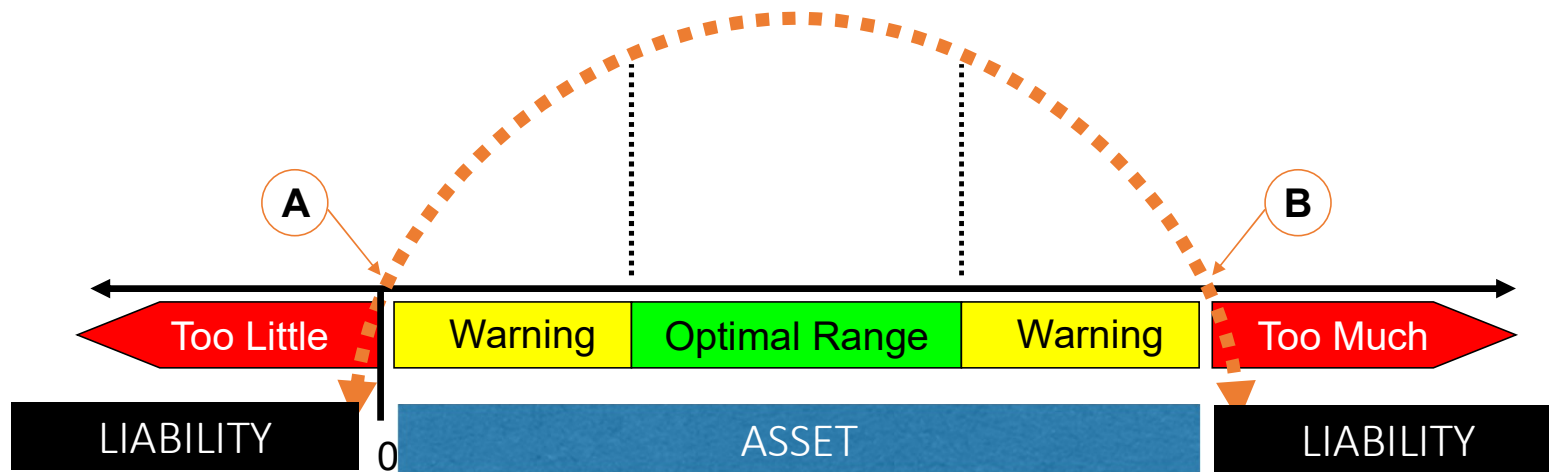 A
B
Too Little
Warning
Optimal Range
Warning
Too Much
LIABILITY
0
ASSET
LIABILITY